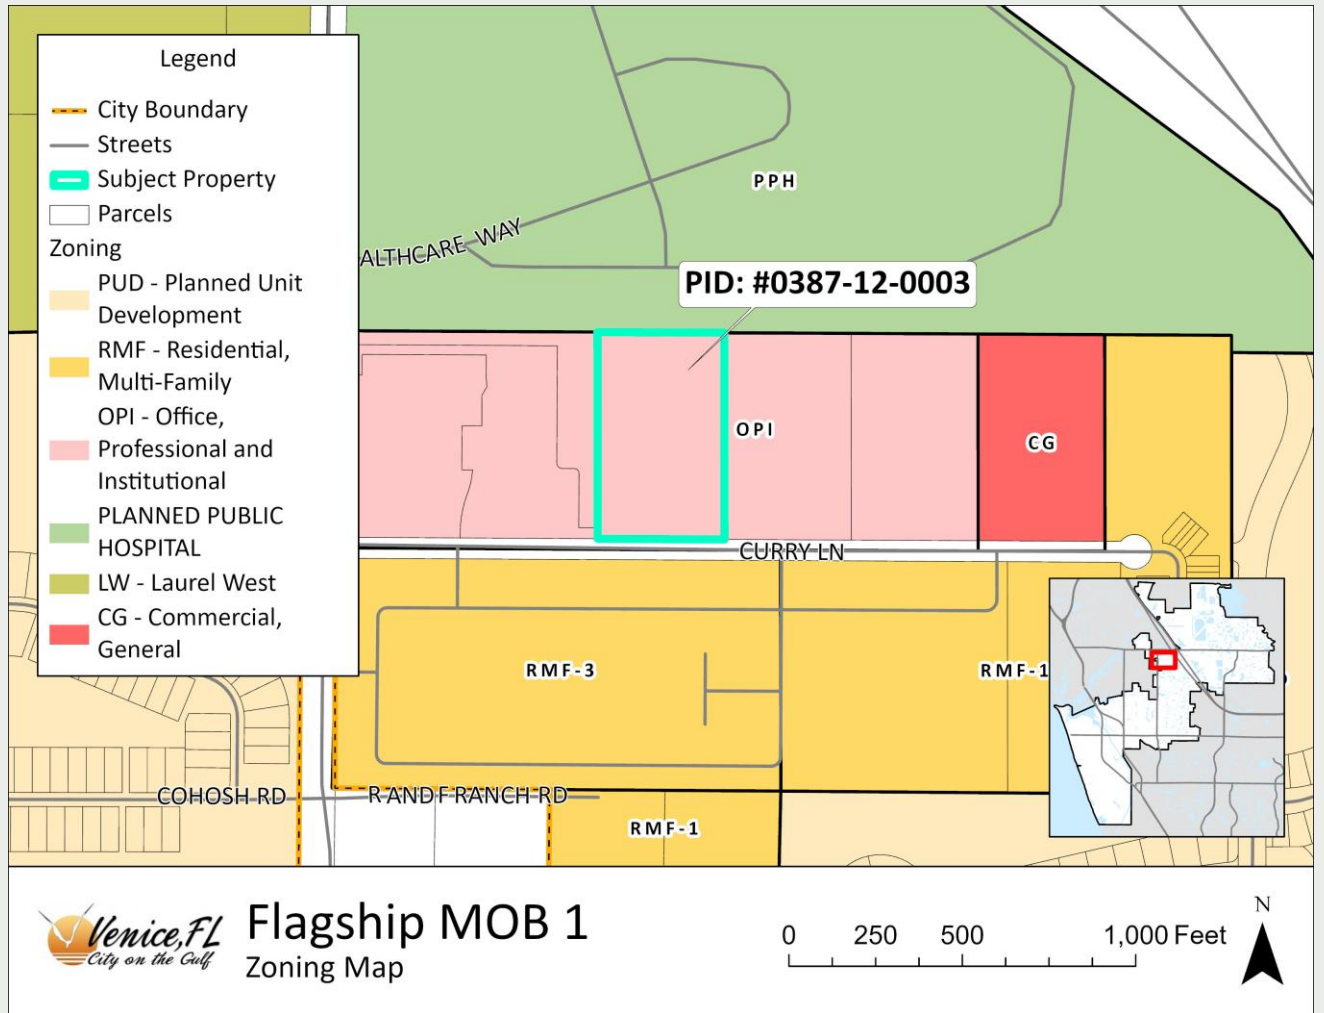 Legend
City Boundary
Streets
Subject Property
Parcels
Zoning
PUD - Planned Unit
Development
RMF - Residential,
Multi-Family
OPI - Office,
Professional and
Institutional
PLANNED PUBLIC
HOSPITAL
LW - Laurel West
CG - Commercial,
General
PPH
ALTHCARE WAY
PID: #0387-12-0003
OPI
CG
CURRY LN
RMF-3
RMF-1
COHOSH RD
R AND F RANCH RD
RMF-1
Venice, FL
City on the Gulf
Flagship MOB 1
Zoning Map
0 250 500 1,000 Feet
N